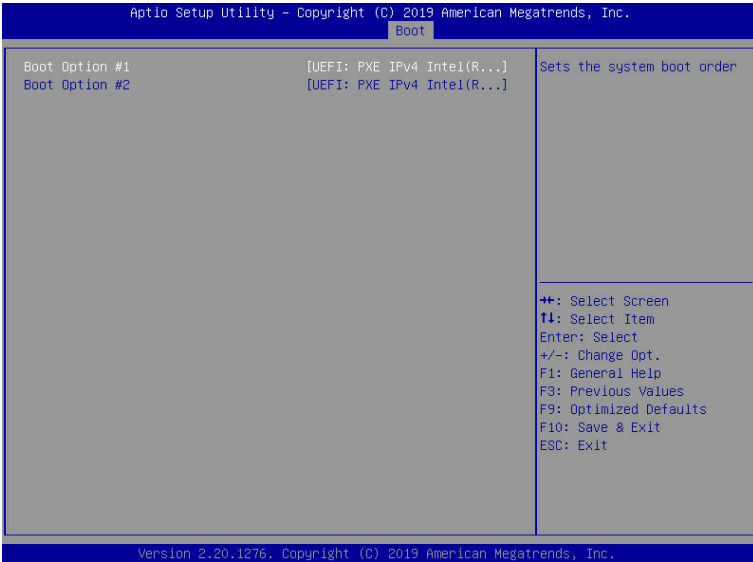 Aptio Setup Utility – Copyright (C) 2019 American Megatrends, Inc.
Boot
Boot Option #1 [UEFI: PXE IPv4 Intel(R...]
Boot Option #2 [UEFI: PXE IPv4 Intel(R...]
Sets the system boot order
→←: Select Screen
↑↓: Select Item
Enter: Select
+/-: Change Opt.
F1: General Help
F3: Previous Values
F9: Optimized Defaults
F10: Save & Exit
ESC: Exit
Version 2.20.1276. Copyright (C) 2019 American Megatrends, Inc.